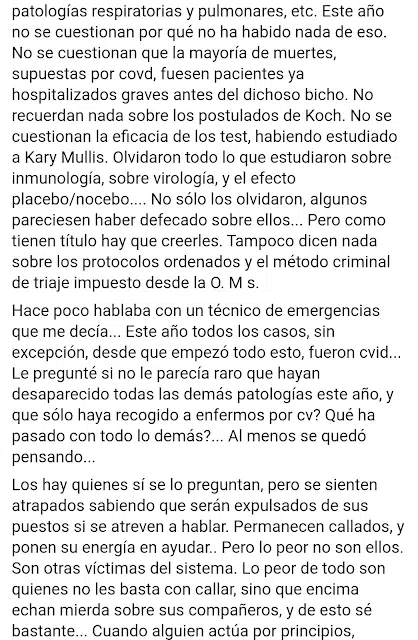 patologías respiratorias y pulmonares, etc. Este año
no se cuestionan por qué no ha habido nada de eso.
No se cuestionan que la mayoría de muertes,
supuestas por covd, fuesen pacientes ya
hospitalizados graves antes del dichoso bicho. No
recuerdan nada sobre los postulados de Koch. No se
cuestionan la eficacia de los test, habiendo estudiado
a Kary Mullis. Olvidaron todo lo que estudiaron sobre
inmunología, sobre virología, y el efecto
placebo/nocebo.... No sólo los olvidaron, algunos
pareciesen haber defecado sobre ellos... Pero como
tienen título hay que creerles. Tampoco dicen nada
sobre los protocolos ordenados y el método criminal
de triaje impuesto desde la O. M s.
Hace poco hablaba con un técnico de emergencias
que me decía... Este año todos los casos, sin
excepción, desde que empezó todo esto, fueron cvid...
Le pregunté si no le parecía raro que hayan
desaparecido todas las demás patologías este año, y
que sólo haya recogido a enfermos por cv? Qué ha
pasado con todo lo demás?... Al menos se quedó
pensando...
Los hay quienes sí se lo preguntan, pero se sienten
atrapados sabiendo que serán expulsados de sus
puestos si se atreven a hablar. Permanecen callados, y
ponen su energía en ayudar.. Pero lo peor no son ellos.
Son otras víctimas del sistema. Lo peor de todo son
quienes no les basta con callar, sino que encima
echan mierda sobre sus compañeros, y de esto sé
bastante... Cuando alguien actúa por principios,